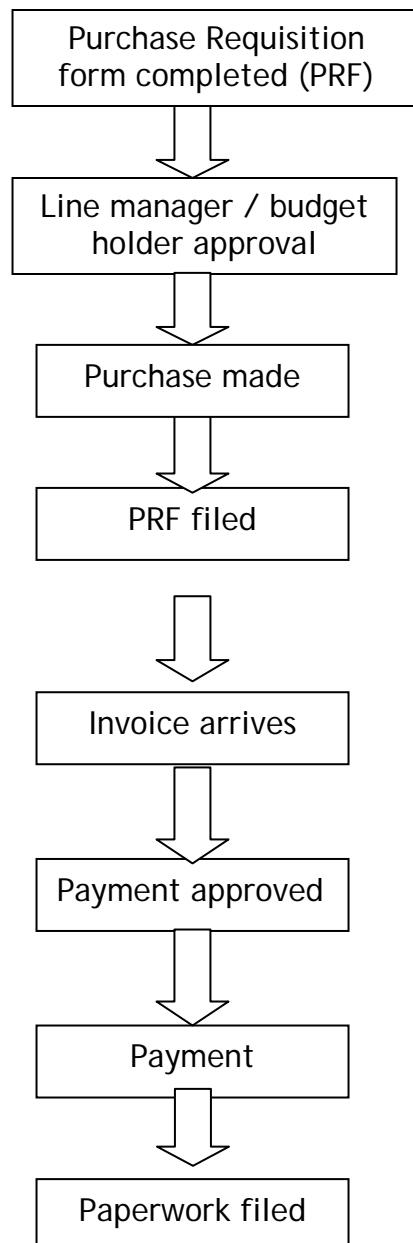 Purchase Requisition
form completed (PRF)
Line manager / budget
holder approval
Purchase made
PRF filed
Invoice arrives
Payment approved
Payment
Paperwork filed